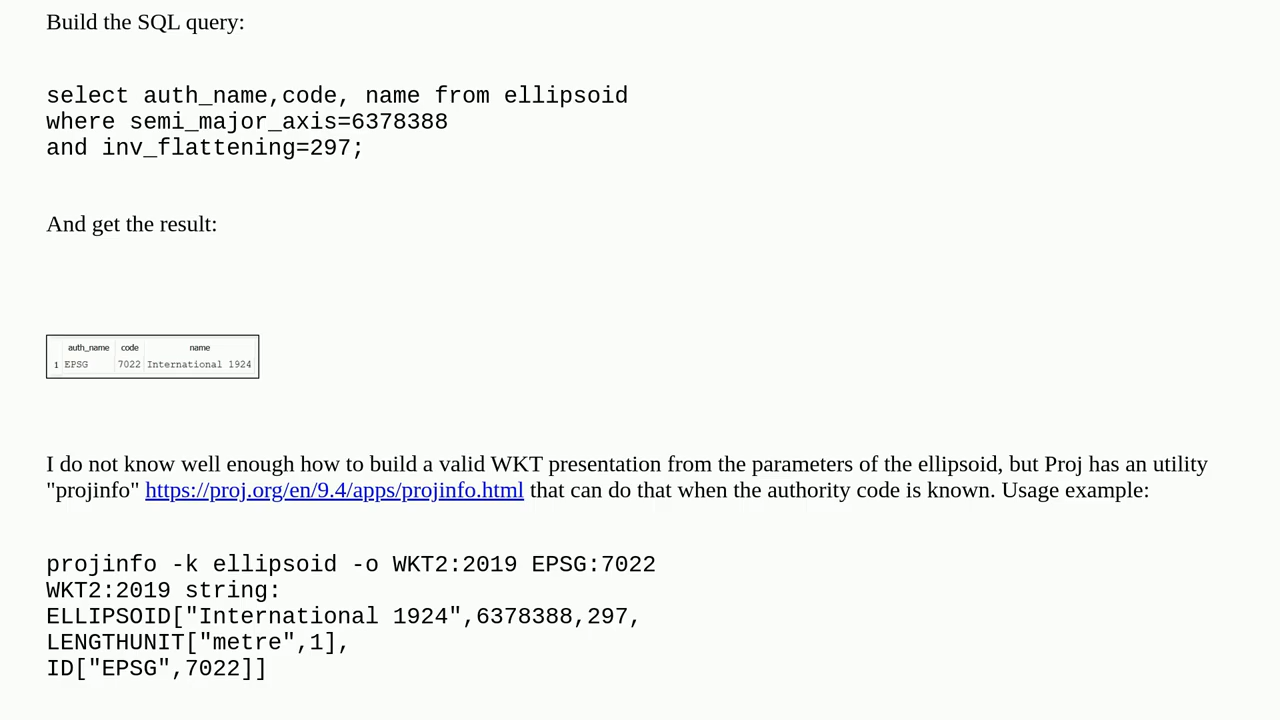 Build the SQL query:
select auth_name,code, name from ellipsoid
where semi_major_axis=6378388
and inv_flattening=297;
And get the result:
auth_name code name
1 EPSG 7022 International 1924
I do not know well enough how to build a valid WKT presentation from the parameters of the ellipsoid, but Proj has an utility
"projinfo" https://proj.org/en/9.4/apps/projinfo.html that can do that when the authority code is known. Usage example:
projinfo -k ellipsoid -o WKT2:2019 EPSG:7022
WKT2:2019 string:
ELLIPSOID["International 1924",6378388,297,
LENGTHUNIT["metre",1],
ID["EPSG",7022]]